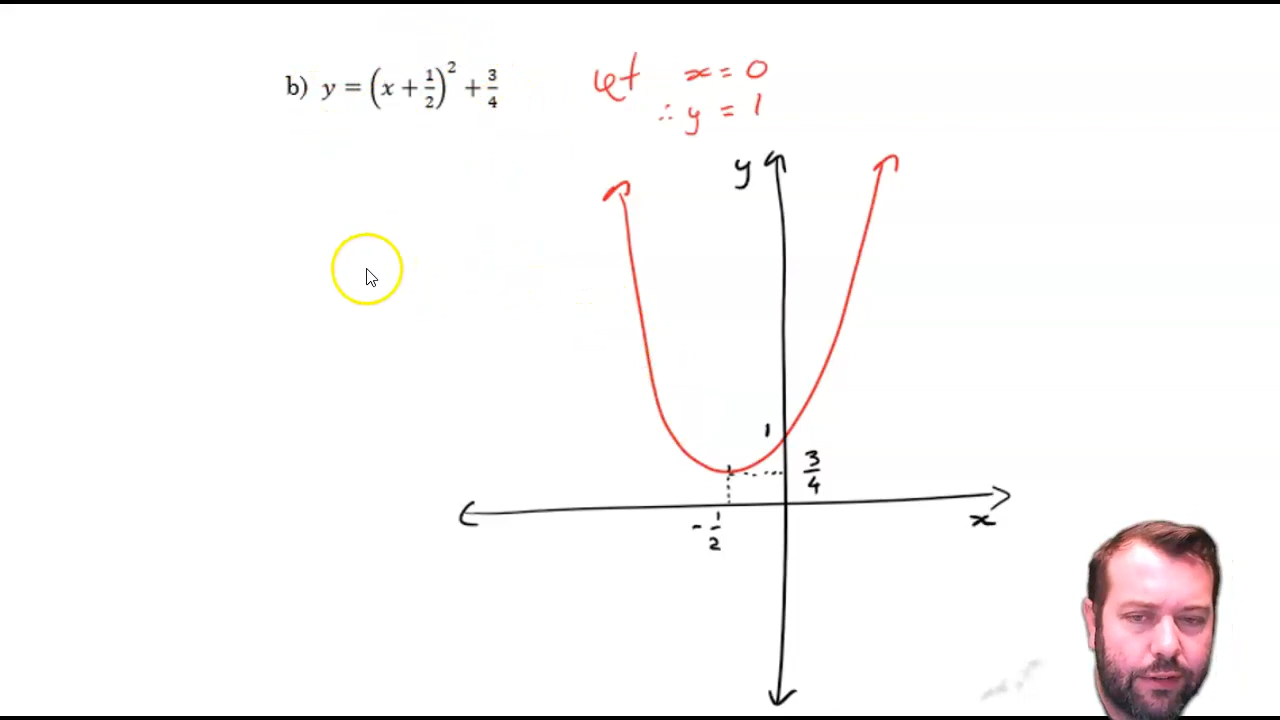 b) y = (x + 1/2)² + 3/4
let x = 0
∴ y = 1
y
1
3/4
-1/2
x